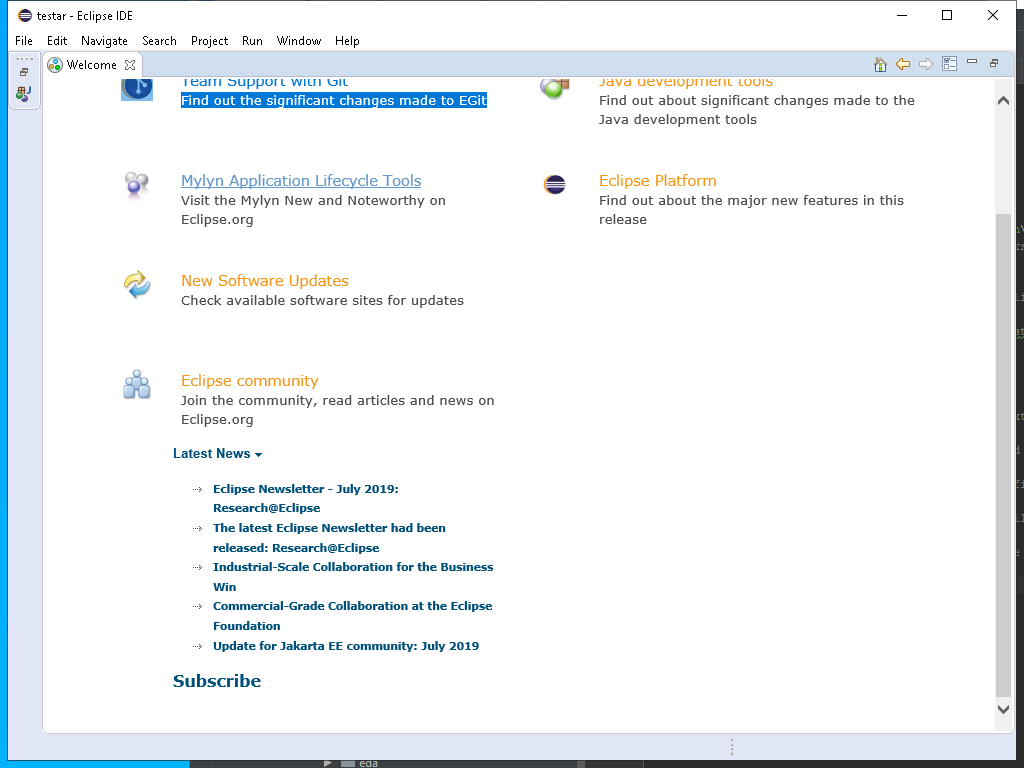 testar - Eclipse IDE
File Edit Navigate Search Project Run Window Help
Welcome
Team Support with Git
Find out the significant changes made to EGit
Java development tools
Find out about significant changes made to the
Java development tools
Mylyn Application Lifecycle Tools
Visit the Mylyn New and Noteworthy on
Eclipse.org
Eclipse Platform
Find out about the major new features in this
release
New Software Updates
Check available software sites for updates
Eclipse community
Join the community, read articles and news on
Eclipse.org
Latest News
Eclipse Newsletter - July 2019:
Research@Eclipse
The latest Eclipse Newsletter had been
released: Research@Eclipse
Industrial-Scale Collaboration for the Business
Win
Commercial-Grade Collaboration at the Eclipse
Foundation
Update for Jakarta EE community: July 2019
Subscribe
eda